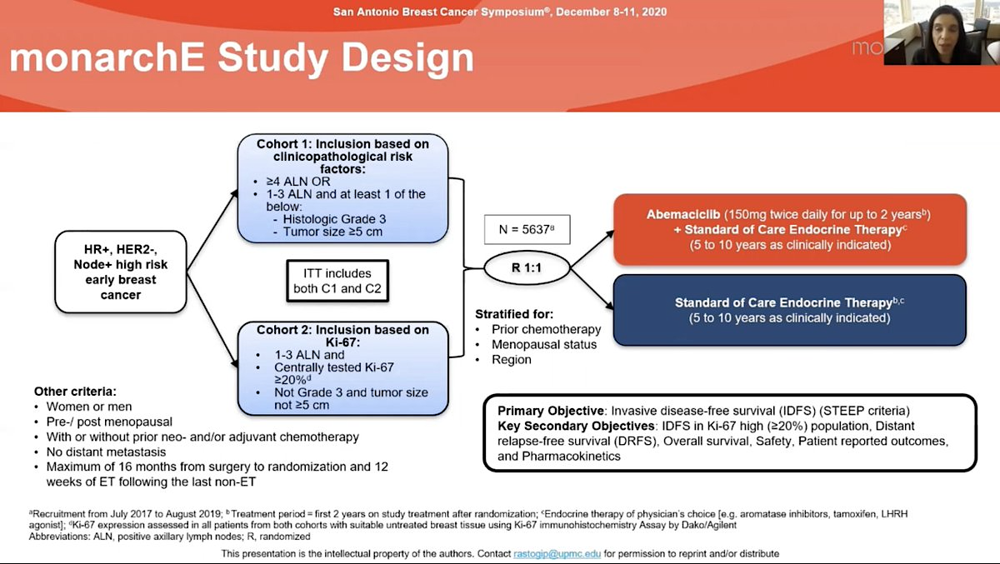 San Antonio Breast Cancer Symposium®, December 8-11, 2020
monarchE Study Design
mo
HR+, HER2-,
Node+ high risk
early breast
cancer
Cohort 1: Inclusion based on
clinicopathological risk
factors:
• ≥4 ALN OR
• 1-3 ALN and at least 1 of the
below:
- Histologic Grade 3
- Tumor size ≥5 cm
ITT includes
both C1 and C2
Cohort 2: Inclusion based on
Ki-67:
• 1-3 ALN and
• Centrally tested Ki-67
≥20%ᵈ
• Not Grade 3 and tumor size
not ≥5 cm
N = 5637ᵃ
R 1:1
Stratified for:
• Prior chemotherapy
• Menopausal status
• Region
Abemaciclib (150mg twice daily for up to 2 yearsᵇ)
+ Standard of Care Endocrine Therapyᶜ
(5 to 10 years as clinically indicated)
Standard of Care Endocrine Therapyᵇ,ᶜ
(5 to 10 years as clinically indicated)
Other criteria:
• Women or men
• Pre-/ post menopausal
• With or without prior neo- and/or adjuvant chemotherapy
• No distant metastasis
• Maximum of 16 months from surgery to randomization and 12
weeks of ET following the last non-ET
Primary Objective: Invasive disease-free survival (IDFS) (STEEP criteria)
Key Secondary Objectives: IDFS in Ki-67 high (≥20%) population, Distant
relapse-free survival (DRFS), Overall survival, Safety, Patient reported outcomes,
and Pharmacokinetics
ᵃRecruitment from July 2017 to August 2019; ᵇTreatment period = first 2 years on study treatment after randomization; ᶜEndocrine therapy of physician's choice [e.g. aromatase inhibitors, tamoxifen, LHRH
agonist]; ᵈKi-67 expression assessed in all patients from both cohorts with suitable untreated breast tissue using Ki-67 immunohistochemistry Assay by Dako/Agilent
Abbreviations: ALN, positive axillary lymph nodes; R, randomized
This presentation is the intellectual property of the authors. Contact rastogip@upmc.edu for permission to reprint and/or distribute